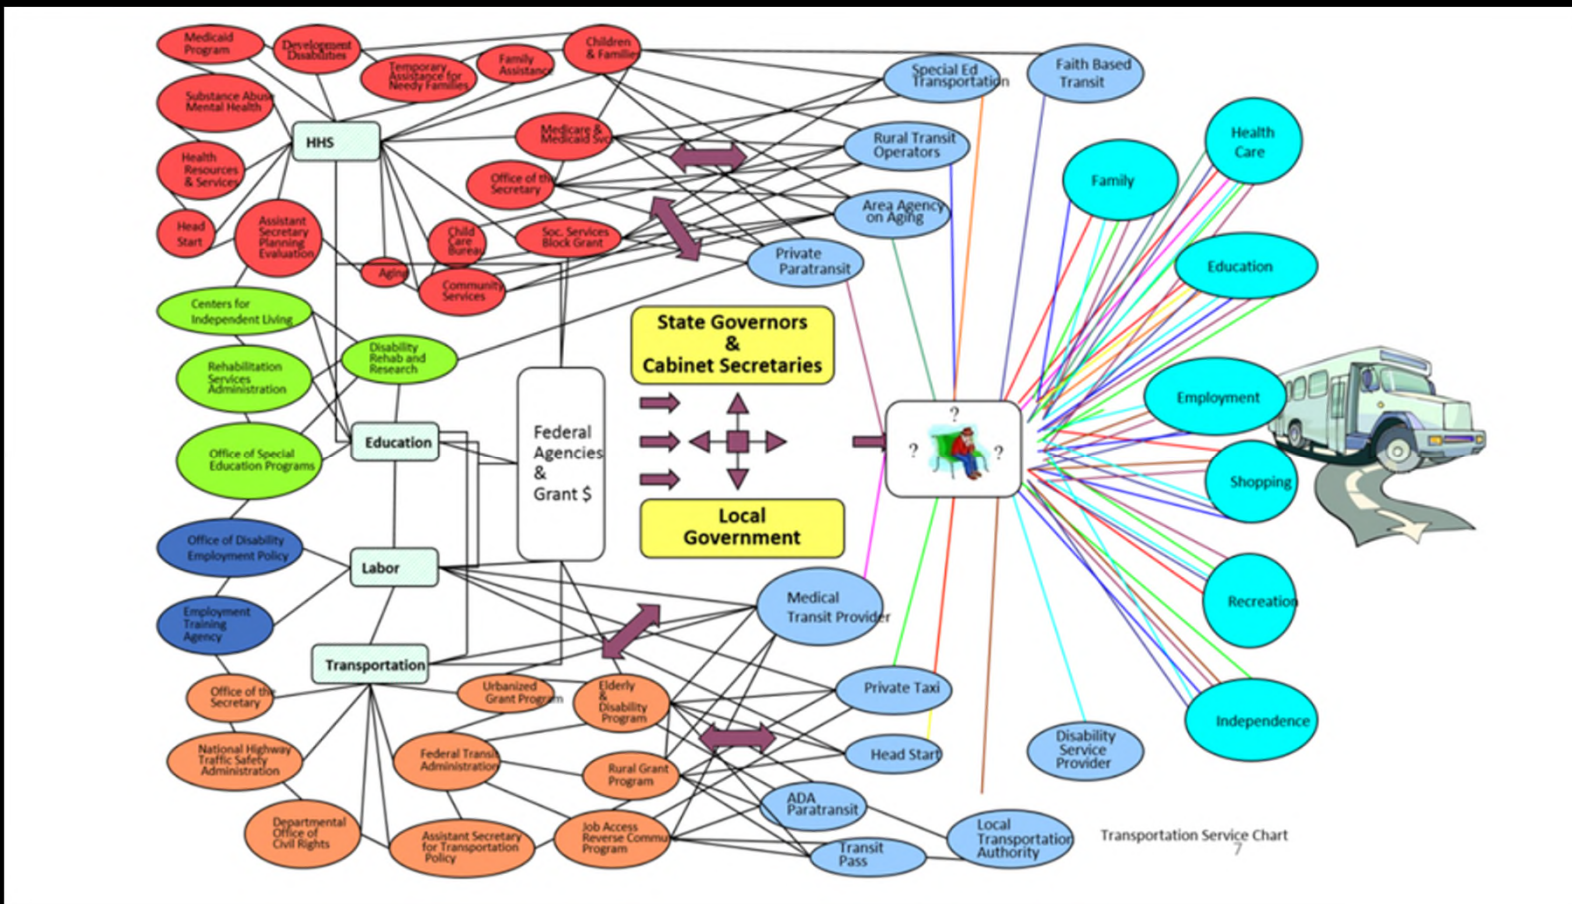 Medicaid
Program
Development
Disabilities
Temporary
Assistance for
Needy Families
Family
Assistance
Children
& Families
Special Ed
Transportation
Faith Based
Transit
Substance Abuse
Mental Health
HHS
Medicare &
Medicaid Svc
Rural Transit
Operators
Family
Health
Care
Health
Resources
& Services
Office of the
Secretary
Area Agency
on Aging
Head
Start
Assistant
Secretary
Planning
Evaluation
Child
Care
Bureau
Soc. Services
Block Grant
Private
Paratransit
Education
Aging
Community
Services
Centers for
Independent Living
State Governors
&
Cabinet Secretaries
Disability
Rehab and
Research
Rehabilitation
Services
Administration
Employment
Education
Federal
Agencies
&
Grant $
?
?
?
Office of Special
Education Programs
Shopping
Local
Government
Office of Disability
Employment Policy
Labor
Medical
Transit Provider
Recreation
Employment
Training
Agency
Transportation
Office of the
Secretary
Urbanized
Grant Program
Elderly
&
Disability
Program
Private Taxi
Independence
National Highway
Traffic Safety
Administration
Federal Transit
Administration
Rural Grant
Program
Head Start
Disability
Service
Provider
ADA
Paratransit
Departmental
Office of
Civil Rights
Assistant Secretary
for Transportation
Policy
Job Access
Reverse Commu
Program
Transit
Pass
Local
Transportation
Authority
Transportation Service Chart
7